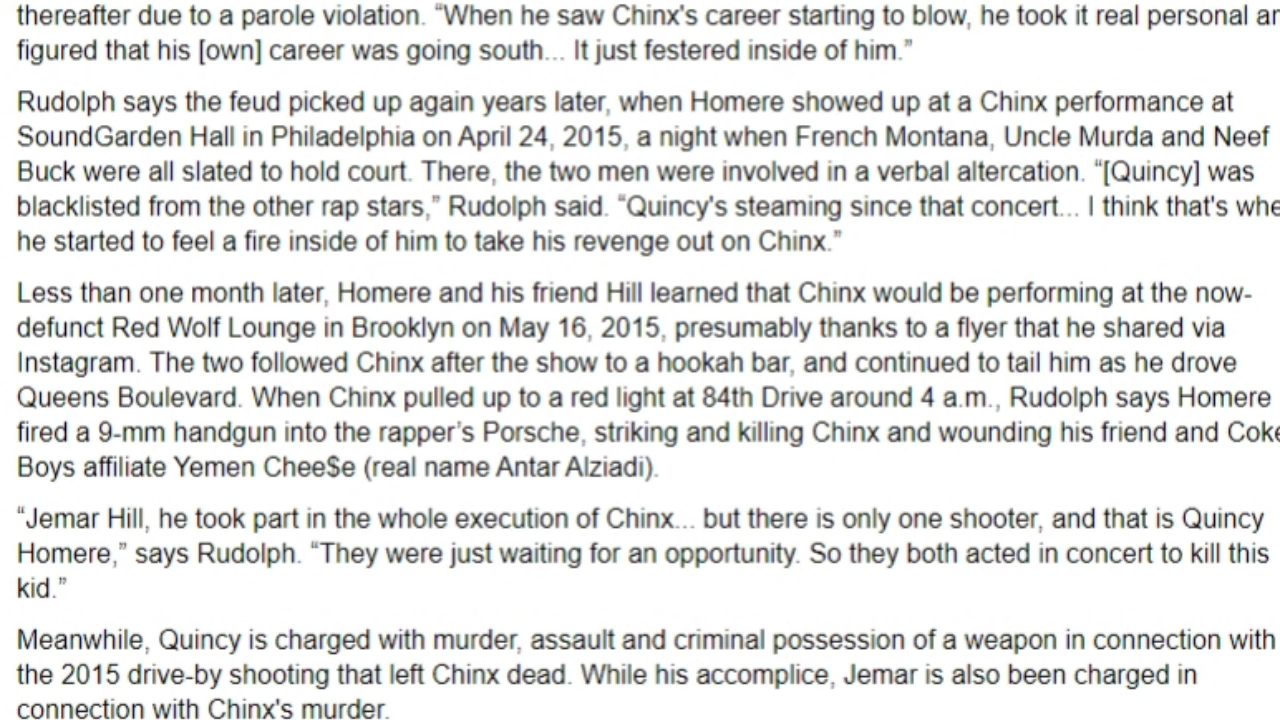 thereafter due to a parole violation. “When he saw Chinx's career starting to blow, he took it real personal
figured that his [own] career was going south... It just festered inside of him.”
Rudolph says the feud picked up again years later, when Homere showed up at a Chinx performance at
SoundGarden Hall in Philadelphia on April 24, 2015, a night when French Montana, Uncle Murda and Neef
Buck were all slated to hold court. There, the two men were involved in a verbal altercation. “[Quincy] was
blacklisted from the other rap stars,” Rudolph said. “Quincy's steaming since that concert... I think that's
he started to feel a fire inside of him to take his revenge out on Chinx.”
Less than one month later, Homere and his friend Hill learned that Chinx would be performing at the now-
defunct Red Wolf Lounge in Brooklyn on May 16, 2015, presumably thanks to a flyer that he shared via
Instagram. The two followed Chinx after the show to a hookah bar, and continued to tail him as he drove
Queens Boulevard. When Chinx pulled up to a red light at 84th Drive around 4 a.m., Rudolph says Homere
fired a 9-mm handgun into the rapper’s Porsche, striking and killing Chinx and wounding his friend and Coke
Boys affiliate Yemen Chee$e (real name Antar Alziadi).
“Jemar Hill, he took part in the whole execution of Chinx... but there is only one shooter, and that is Quincy
Homere,” says Rudolph. “They were just waiting for an opportunity. So they both acted in concert to kill this
kid.”
Meanwhile, Quincy is charged with murder, assault and criminal possession of a weapon in connection with
the 2015 drive-by shooting that left Chinx dead. While his accomplice, Jemar is also been charged in
connection with Chinx's murder.